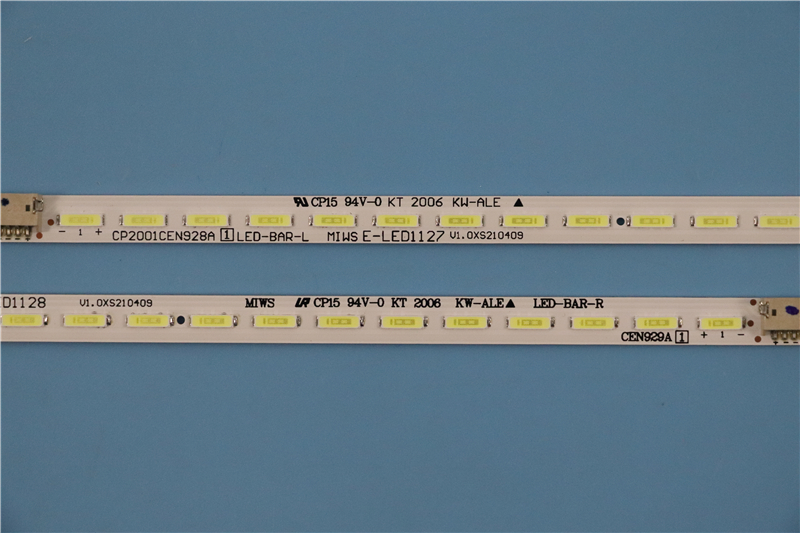 CP15 94V-0 KT 2006 KW-ALE ▲
- 1 + CP2001CEN928A 1 LED-BAR-L MIWS E-LED1127 V1.0XS210409
D1128 V1.0XS210409 MIWS CP15 94V-0 KT 2006 KW-ALE▲ LED-BAR-R
CEN929A 1 + 1 -
+ - -